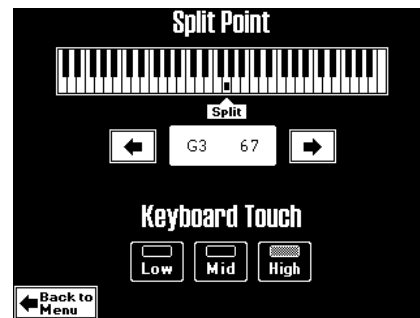 Split Point
Split
G3 67
Keyboard Touch
Low Mid High
Back to
Menu